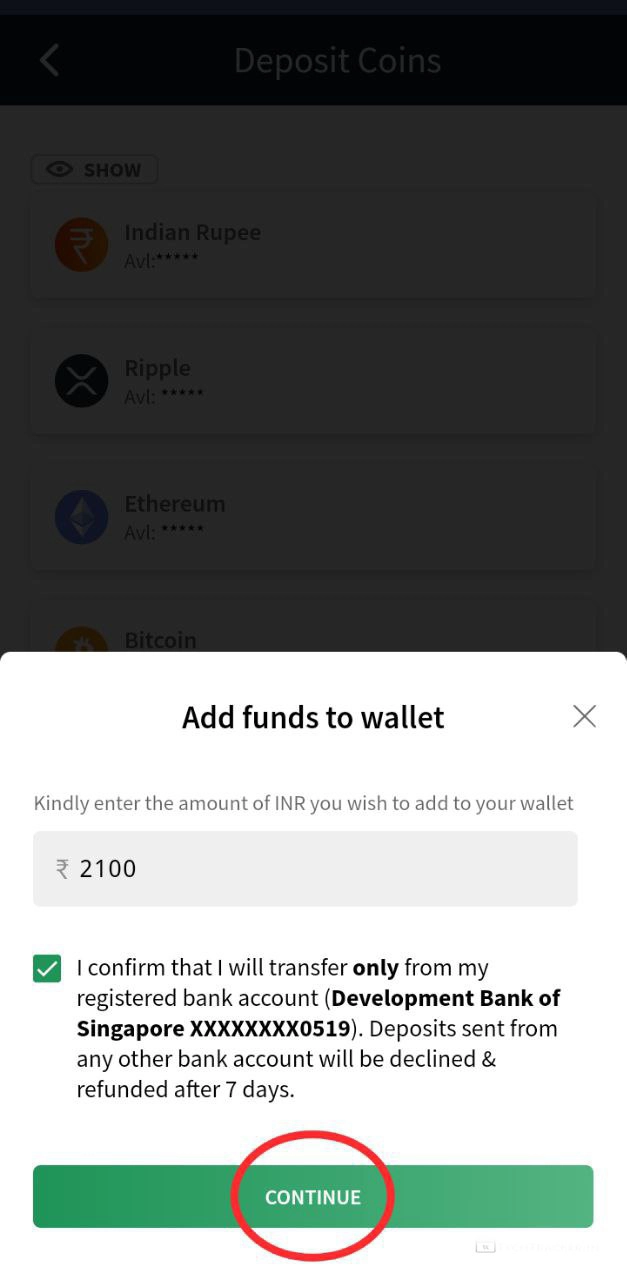 Deposit Coins
SHOW
Indian Rupee
Avl:*****
Ripple
Avl: *****
Ethereum
Avl: *****
Bitcoin
Add funds to wallet
Kindly enter the amount of INR you wish to add to your wallet
₹ 2100
I confirm that I will transfer only from my
registered bank account (Development Bank of
Singapore XXXXXXXX0519). Deposits sent from
any other bank account will be declined &
refunded after 7 days.
CONTINUE